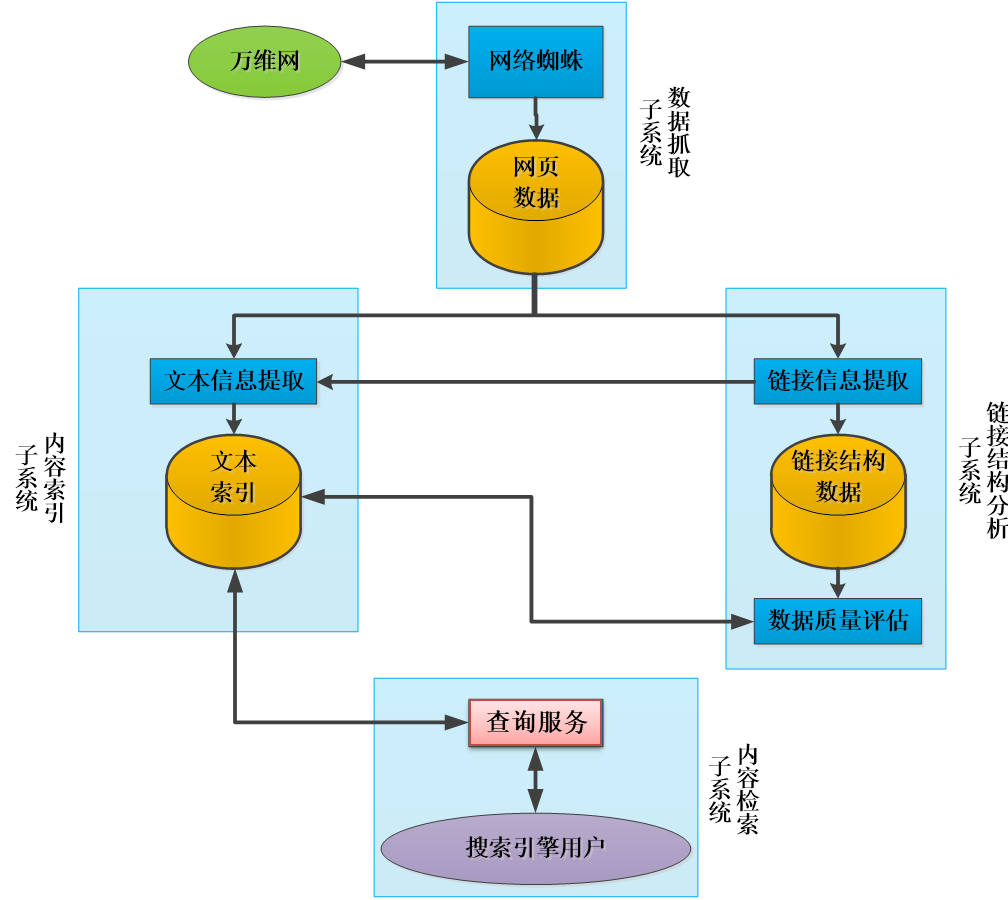 万维网
网络蜘蛛
数据抓取
子系统
网页
数据
文本信息提取
链接信息提取
内容索引
子系统
文本
索引
链接结构
数据
链接结构分析
子系统
数据质量评估
查询服务
内容检索
子系统
搜索引擎用户